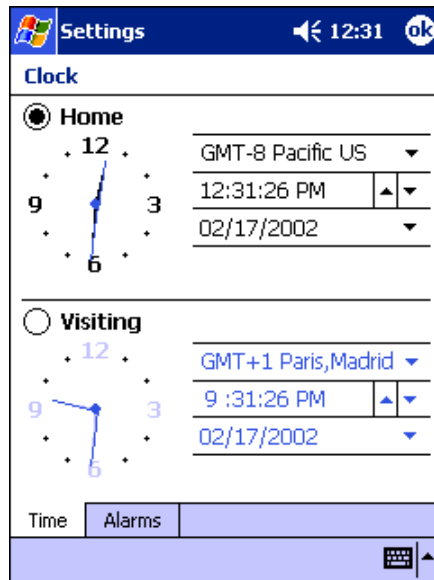 Settings 12:31 ok
Clock
Home
12
9 3
6
GMT-8 Pacific US
12:31:26 PM
02/17/2002
Visiting
12
9 3
6
GMT+1 Paris,Madrid
9 :31:26 PM
02/17/2002
Time Alarms